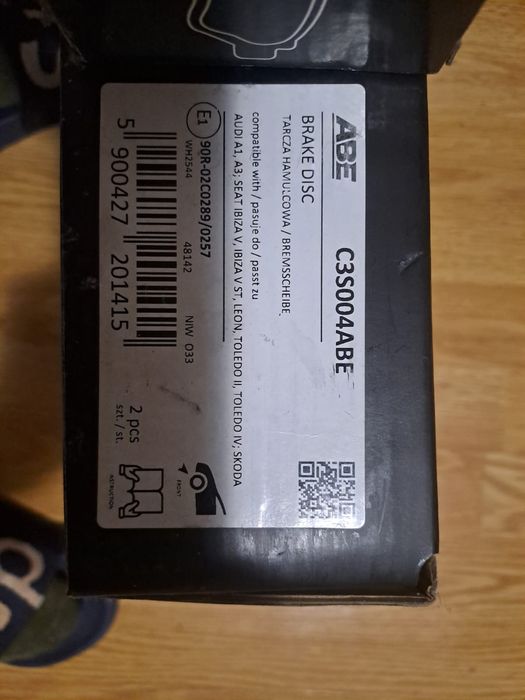 ABE
C3S004ABE
BRAKE DISC
TARCZA HAMULCOWA / BREMSSCHEIBE
compatible with / pasuje do / passt zu
AUDI A1, A3; SEAT IBIZA V, IBIZA V ST, LEON, TOLEDO II, TOLEDO IV; SKODA
E1
90R-02C0289/0257
WH2544
48142
NIW 033
5 900427 201415
2 pcs
szt. / st.
FRONT
INSTRUCTION